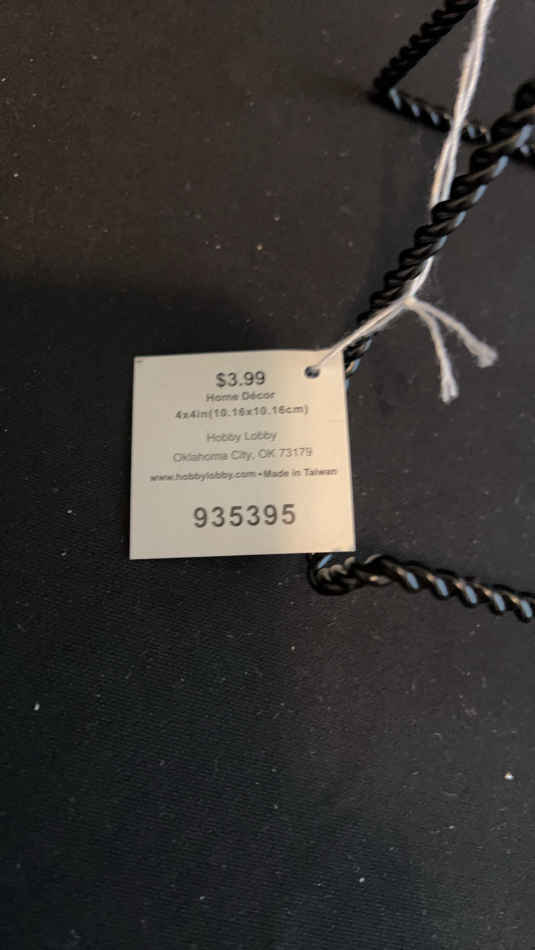 $3.99
Home Décor
4x4in(10.16x10.16cm)
Hobby Lobby
Oklahoma City, OK 73179
www.hobbylobby.com • Made in Taiwan
935395